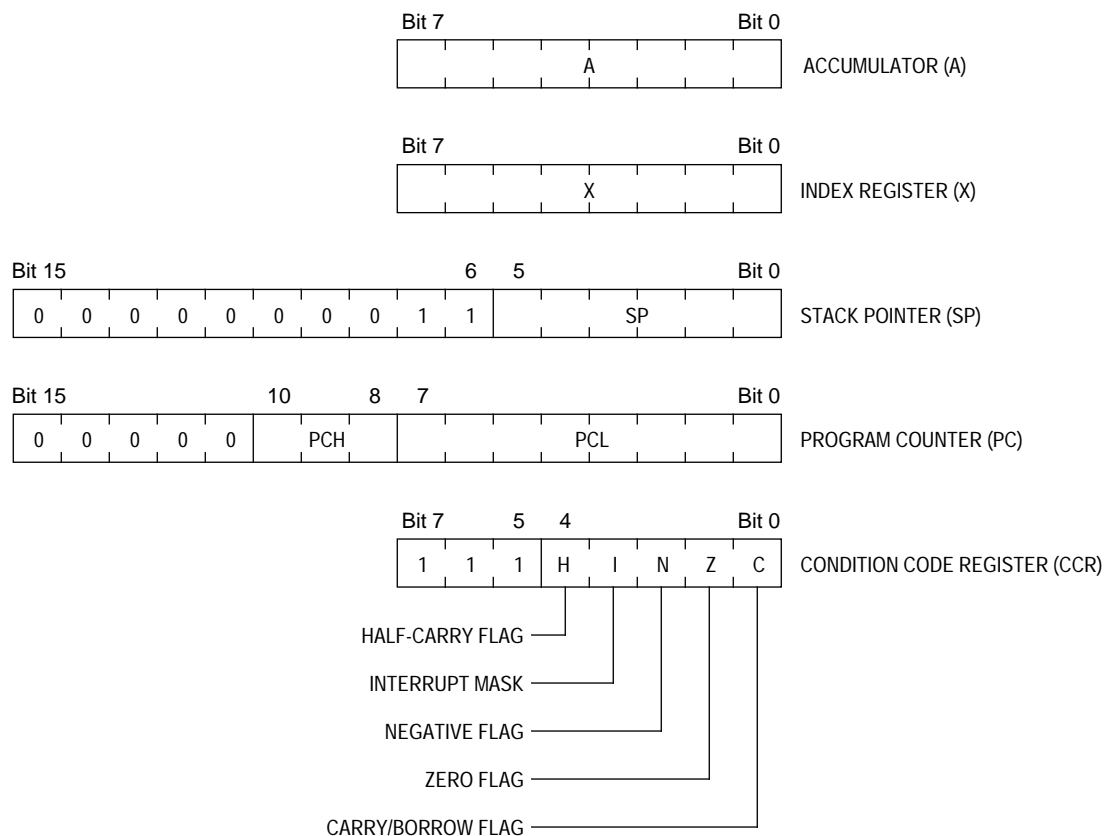 Bit 7 Bit 0
A ACCUMULATOR (A)
Bit 7 Bit 0
X INDEX REGISTER (X)
Bit 15 6 5 Bit 0
0 0 0 0 0 0 0 0 1 1 SP STACK POINTER (SP)
Bit 15 10 8 7 Bit 0
0 0 0 0 0 PCH PCL PROGRAM COUNTER (PC)
Bit 7 5 4 Bit 0
1 1 1 H I N Z C CONDITION CODE REGISTER (CCR)
HALF-CARRY FLAG
INTERRUPT MASK
NEGATIVE FLAG
ZERO FLAG
CARRY/BORROW FLAG